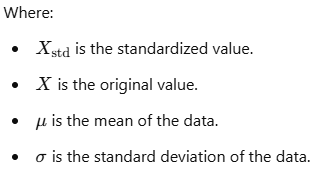 Where:
• X_std is the standardized value.
• X is the original value.
• μ is the mean of the data.
• σ is the standard deviation of the data.